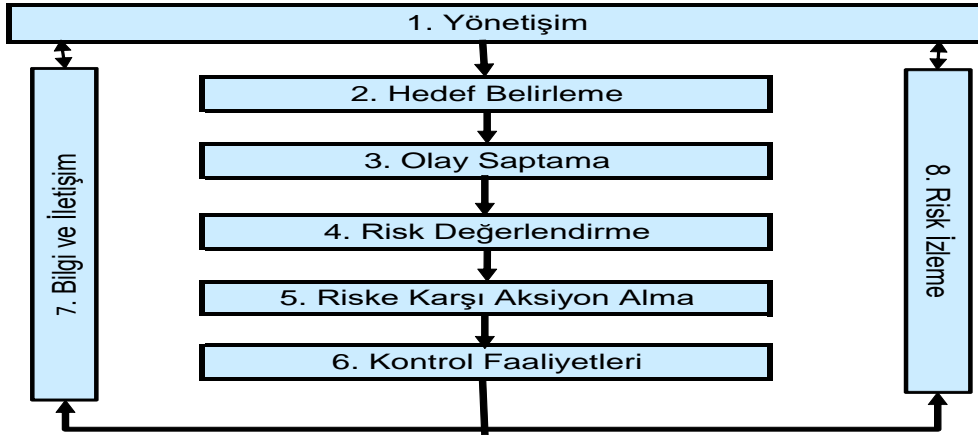 1. Yönetişim
2. Hedef Belirleme
3. Olay Saptama
4. Risk Değerlendirme
5. Riske Karşı Aksiyon Alma
6. Kontrol Faaliyetleri
7. Bilgi ve İletişim
8. Risk İzleme